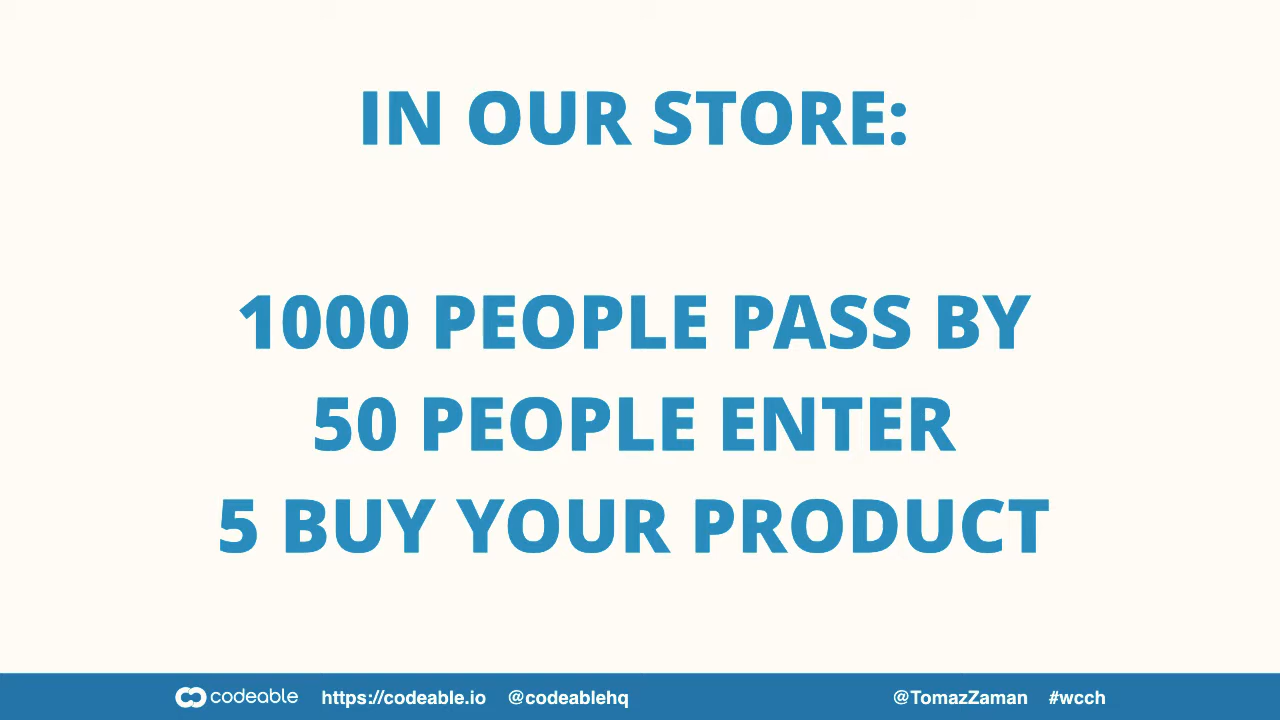 IN OUR STORE:
1000 PEOPLE PASS BY
50 PEOPLE ENTER
5 BUY YOUR PRODUCT
codeable https://codeable.io @codeablehq @TomazZaman #wcch